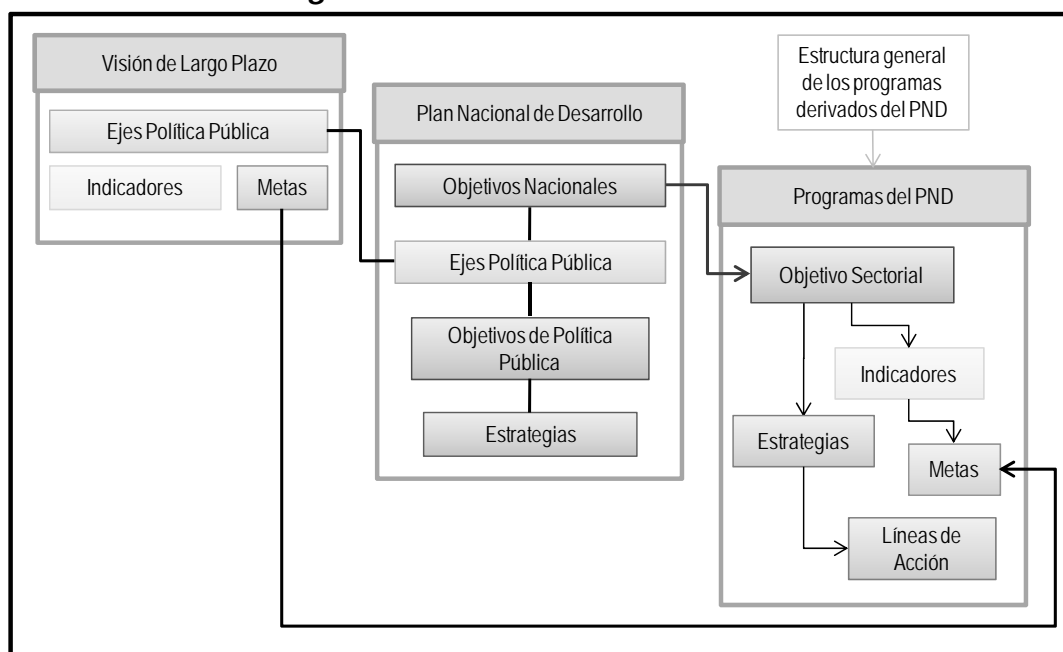 Visión de Largo Plazo
Ejes Política Pública
Indicadores
Metas
Plan Nacional de Desarrollo
Objetivos Nacionales
Ejes Política Pública
Objetivos de Política
Pública
Estrategias
Estructura general
de los programas
derivados del PND
Programas del PND
Objetivo Sectorial
Indicadores
Estrategias
Metas
Líneas de
Acción